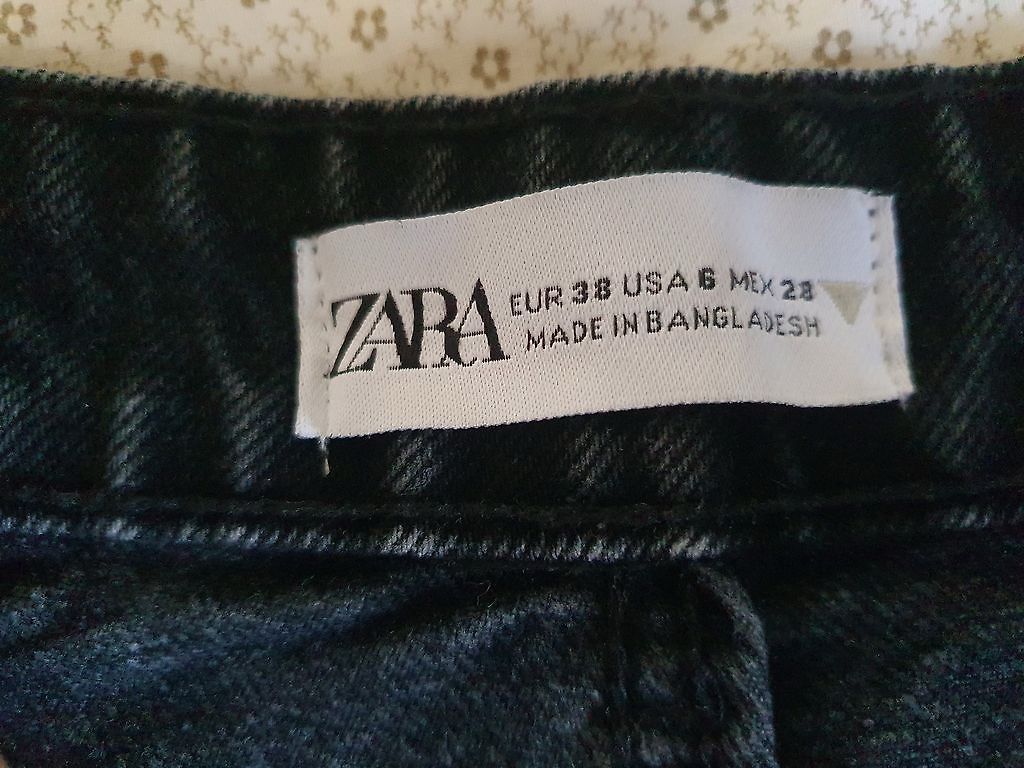 ZARA
EUR 38 USA 6 MEX 28
MADE IN BANGLADESH